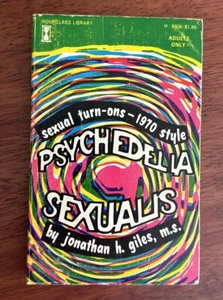 HOURGLASS LIBRARY
ADULTS
ONLY
sexual turn-ons - 1970 style
PSYCHEDELIA
SEXUALIS
by jonathan h. giles, m.s.